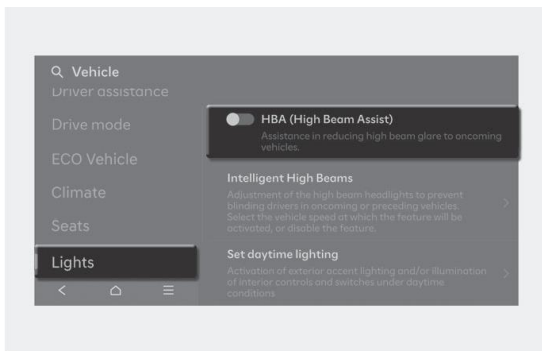 Vehicle
Driver assistance
Drive mode
ECO Vehicle
Climate
Seats
Lights
HBA (High Beam Assist)
Assistance in reducing high beam glare to oncoming
vehicles.
Intelligent High Beams
Adjustment of the high beam headlights to prevent
blinding drivers in oncoming or preceding vehicles.
Select the vehicle speed at which the feature will be
activated, or disable the feature.
Set daytime lighting
Activation of exterior accent lighting and/or illumination
of interior controls and switches under daytime
conditions